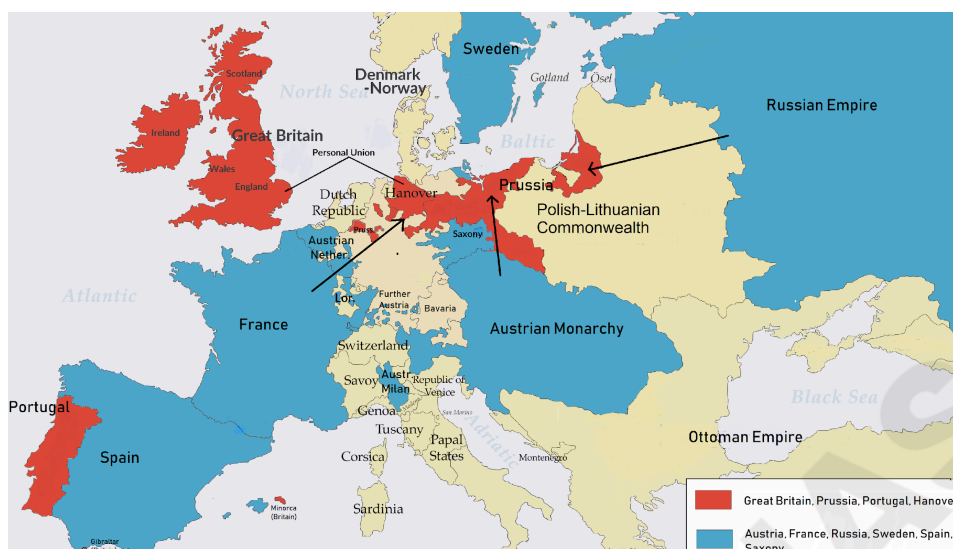 Sweden
Scotland
North Sea
Denmark
-Norway
Gotland
Ösel
Russian Empire
Ireland
Great Britain
Baltic
Personal Union
Wales
England
Dutch
Republic
Hanover
Prussia
Polish-Lithuanian
Commonwealth
Pruss
Saxony
Austrian
Nether.
Atlantic
Lor.
Further
Austria
Bavaria
France
Austrian Monarchy
Switzerland
Savoy
Austr
Milan
Republic of
Venice
Black Sea
Portugal
Genoa
San Marino
Adriatic
Tuscany
Papal
States
Ottoman Empire
Spain
Corsica
Montenegro
Sardinia
Minorca
(Britain)
Great Britain, Prussia, Portugal, Hanove
Austria, France, Russia, Sweden, Spain,
Saxony
Gibraltar